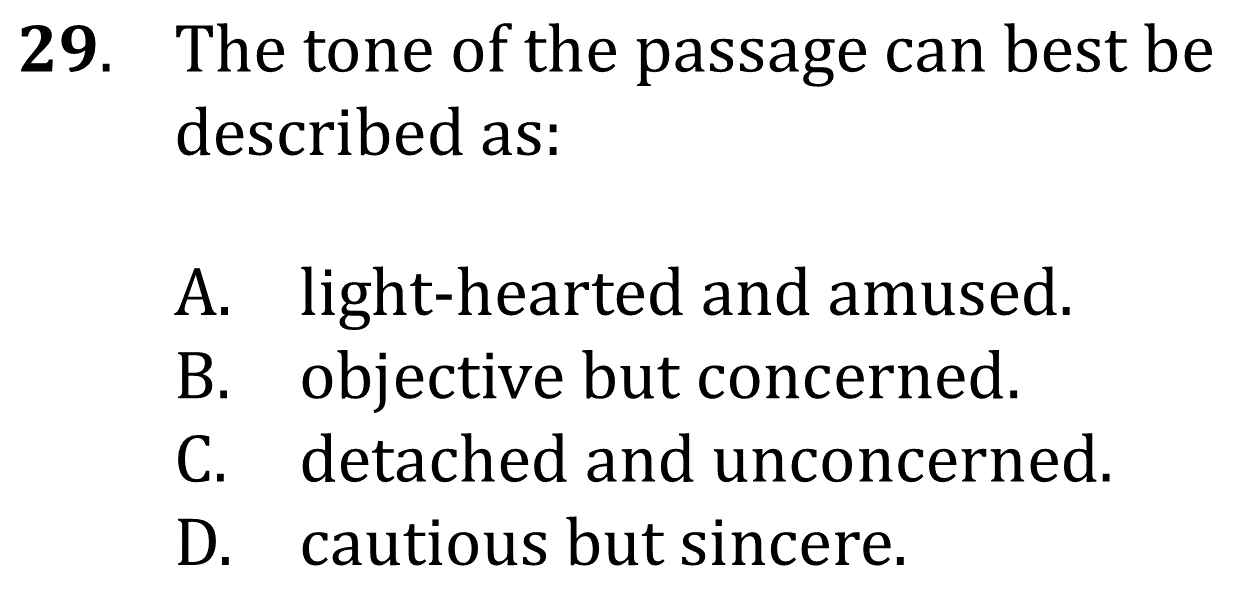 29. The tone of the passage can best be
described as:
A. light-hearted and amused.
B. objective but concerned.
C. detached and unconcerned.
D. cautious but sincere.